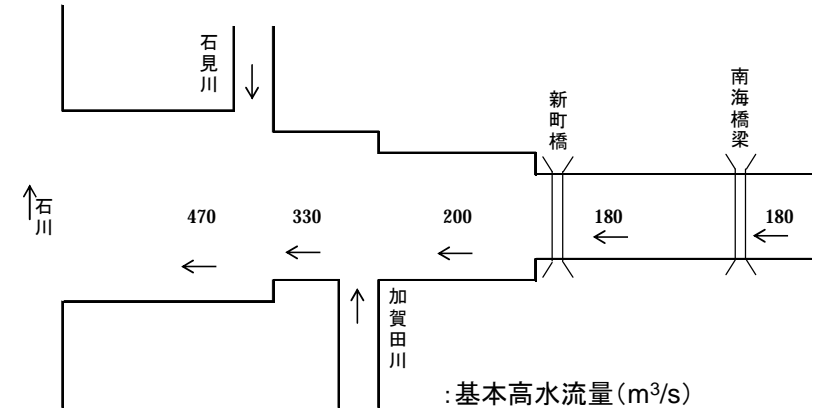 石見川
新町橋
南海橋梁
石川
470
330
200
180
180
加賀田川
:基本高水流量(m³/s)